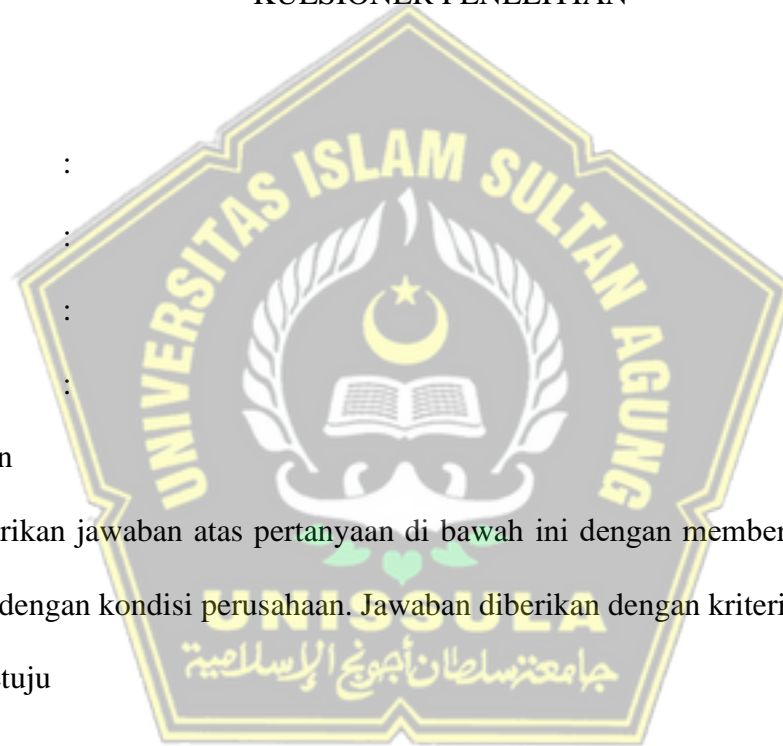 KUESIONER PENELITIAN
:
:
:
:
UNIVERSITAS ISLAM SULTAN AGUNG
n
rikan jawaban atas pertanyaan di bawah ini dengan member
dengan kondisi perusahaan. Jawaban diberikan dengan kriteri
UNISSULA
tuju
جامعة سلطان أجونج الإسلامية